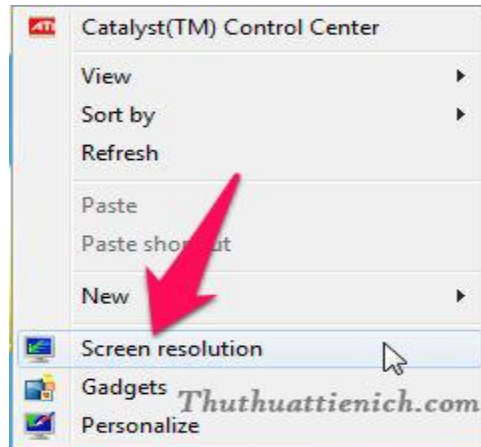 ATI Catalyst(TM) Control Center
View
Sort by
Refresh
Paste
Paste shortcut
New
Screen resolution
Gadgets
Thuthuattienich.com
Personalize